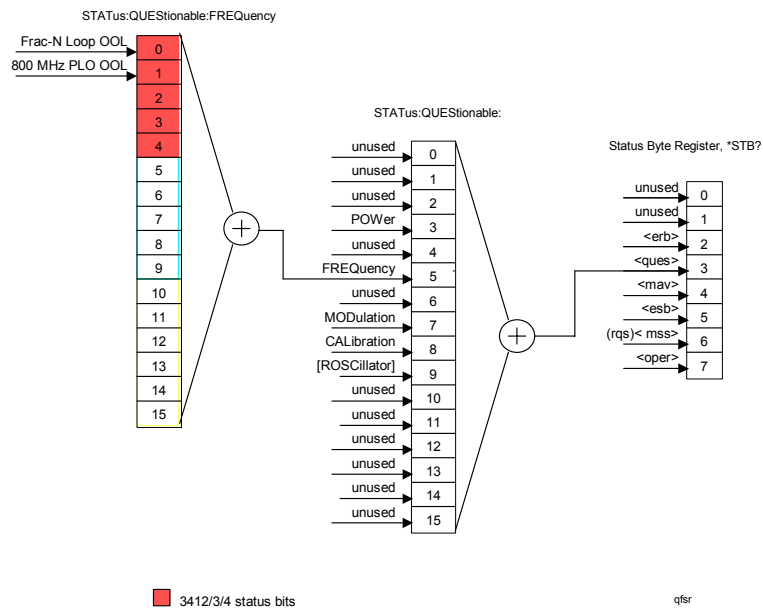 STATus:QUEStionable:FREQuency
Frac-N Loop OOL
0
800 MHz PLO OOL
1
2
3
4
5
6
7
8
9
10
11
12
13
14
15
STATus:QUEStionable:
unused
0
unused
1
unused
2
POWer
3
unused
4
FREQuency
5
unused
6
MODulation
7
CALibration
8
[ROSCillator]
9
unused
10
unused
11
unused
12
unused
13
unused
14
unused
15
Status Byte Register, *STB?
unused
0
unused
1
<erb>
2
<ques>
3
<mav>
4
<esb>
5
(rqs)< mss>
6
<oper>
7
3412/3/4 status bits
qfsr